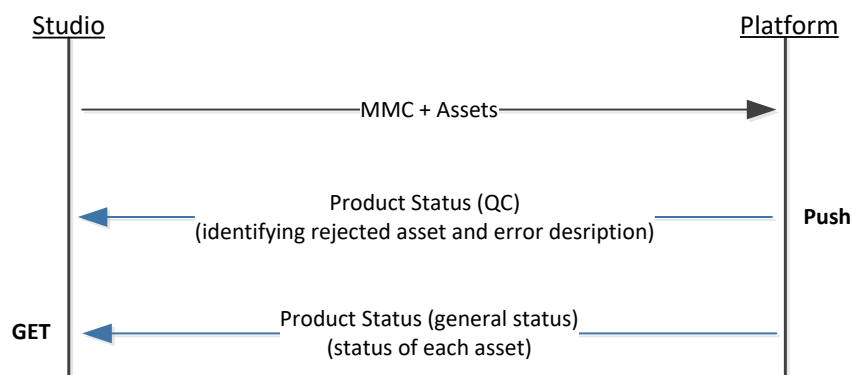 Studio
Platform
MMC + Assets
Product Status (QC)
(identifying rejected asset and error desription)
Push
Product Status (general status)
GET
(status of each asset)